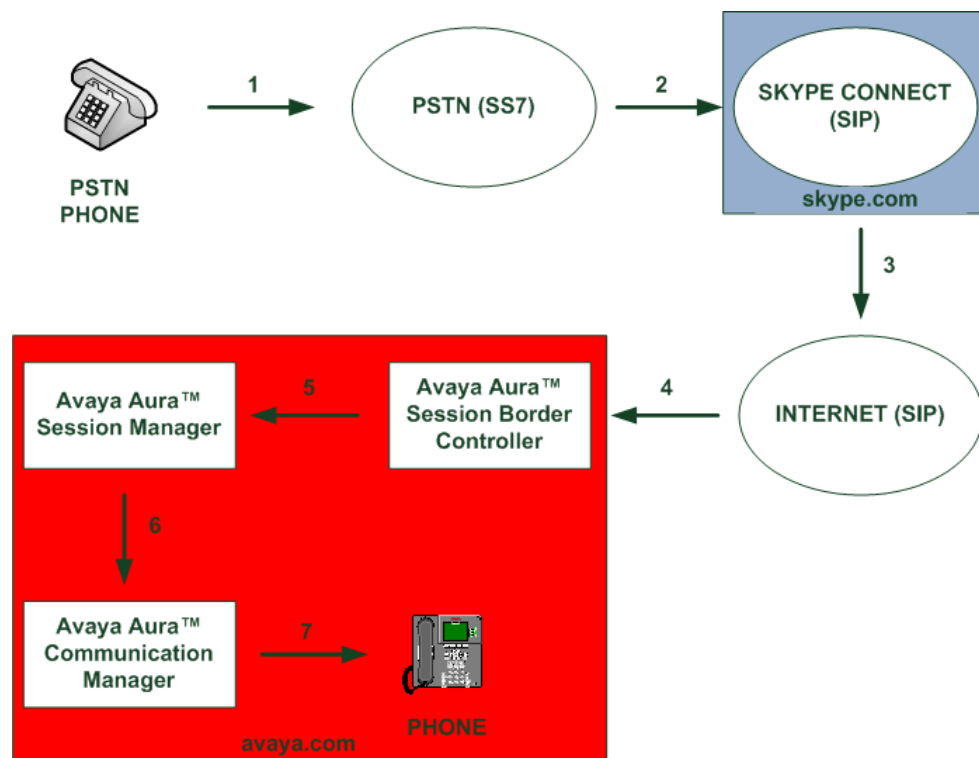 1
PSTN (SS7)
2
SKYPE CONNECT
(SIP)
skype.com
PSTN
PHONE
3
INTERNET (SIP)
4
Avaya Aura™
Session Border
Controller
5
Avaya Aura™
Session Manager
6
Avaya Aura™
Communication
Manager
7
PHONE
avaya.com